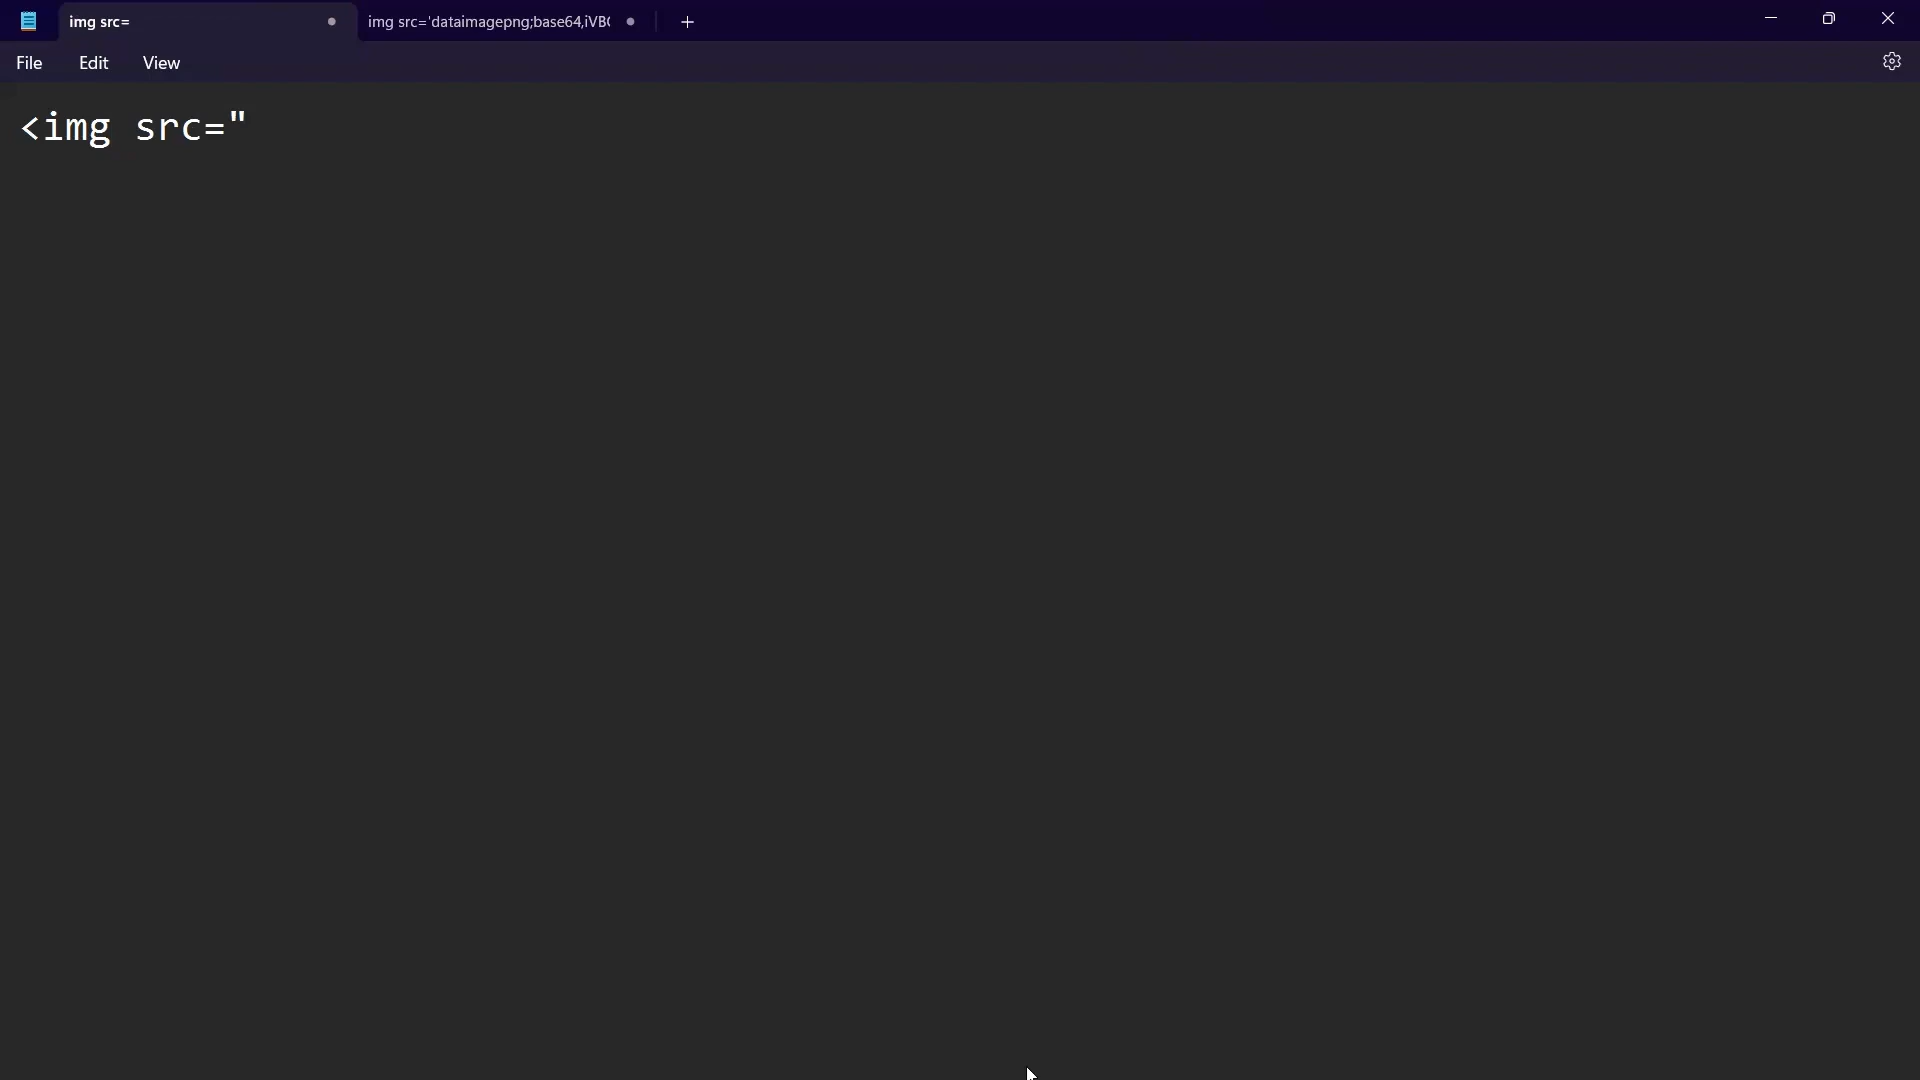 img src=
img src='dataimagepng;base64,iVB
File Edit View
<img src="